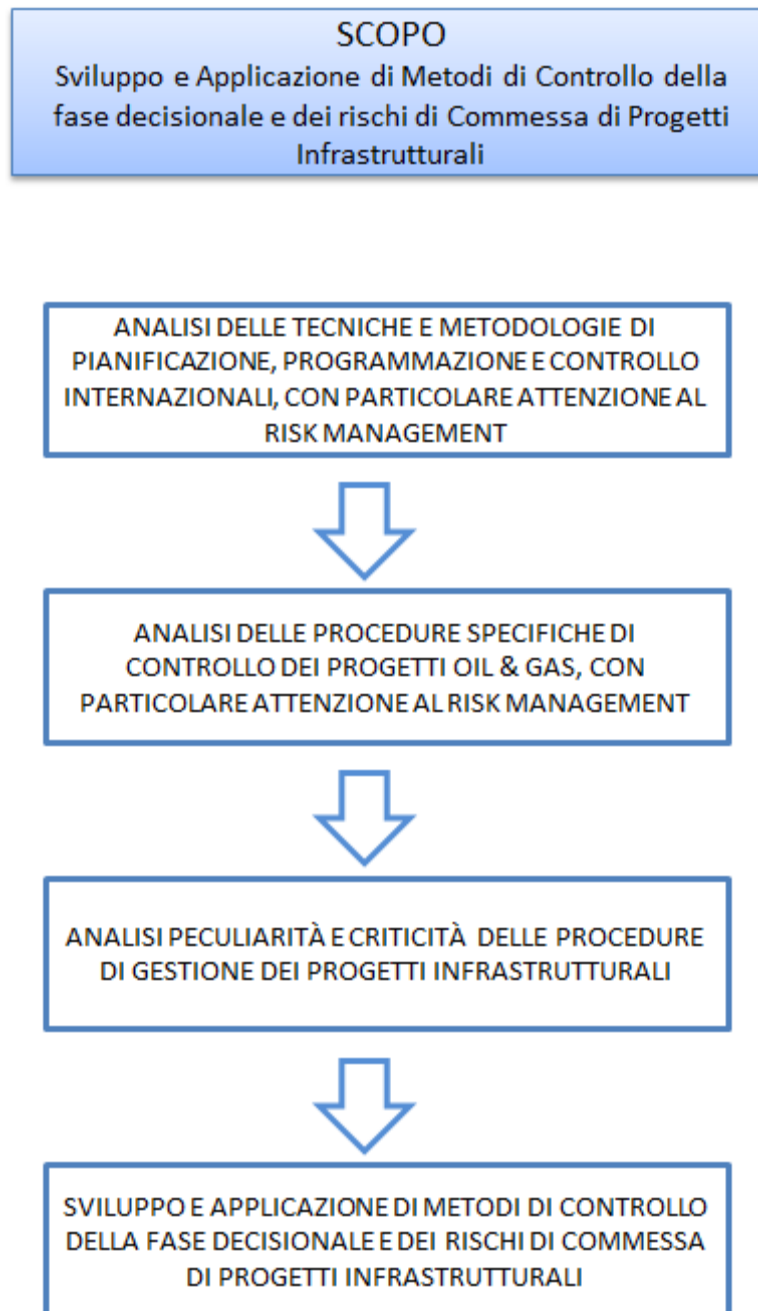 SCOPO
Sviluppo e Applicazione di Metodi di Controllo della
fase decisionale e dei rischi di Commessa di Progetti
Infrastrutturali
ANALISI DELLE TECNICHE E METODOLOGIE DI
PIANIFICAZIONE, PROGRAMMAZIONE E CONTROLLO
INTERNAZIONALI, CON PARTICOLARE ATTENZIONE AL
RISK MANAGEMENT
ANALISI DELLE PROCEDURE SPECIFICHE DI
CONTROLLO DEI PROGETTI OIL & GAS, CON
PARTICOLARE ATTENZIONE AL RISK MANAGEMENT
ANALISI PECULIARITÀ E CRITICITÀ DELLE PROCEDURE
DI GESTIONE DEI PROGETTI INFRASTRUTTURALI
SVILUPPO E APPLICAZIONE DI METODI DI CONTROLLO
DELLA FASE DECISIONALE E DEI RISCHI DI COMMESSA
DI PROGETTI INFRASTRUTTURALI